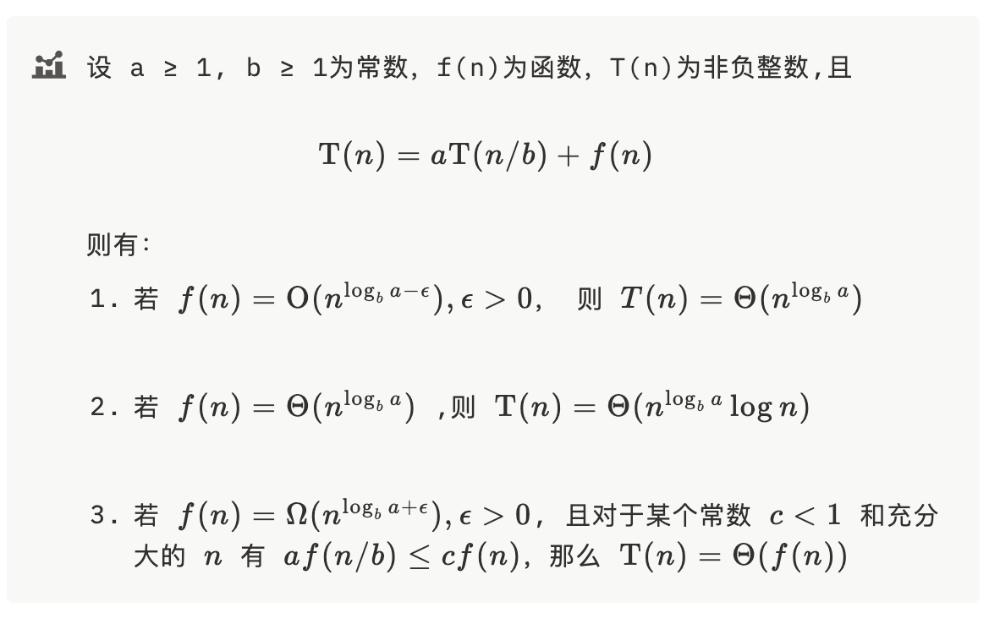 设 a ≥ 1, b ≥ 1为常数, f(n)为函数, T(n)为非负整数,且
T(n) = aT(n/b) + f(n)
则有:
1. 若 f(n) = O(n^{log_b a−ϵ}), ϵ > 0, 则 T(n) = Θ(n^{log_b a})
2. 若 f(n) = Θ(n^{log_b a}) ,则 T(n) = Θ(n^{log_b a} log n)
3. 若 f(n) = Ω(n^{log_b a+ϵ}), ϵ > 0, 且对于某个常数 c < 1 和充分
大的 n 有 af(n/b) ≤ cf(n), 那么 T(n) = Θ(f(n))